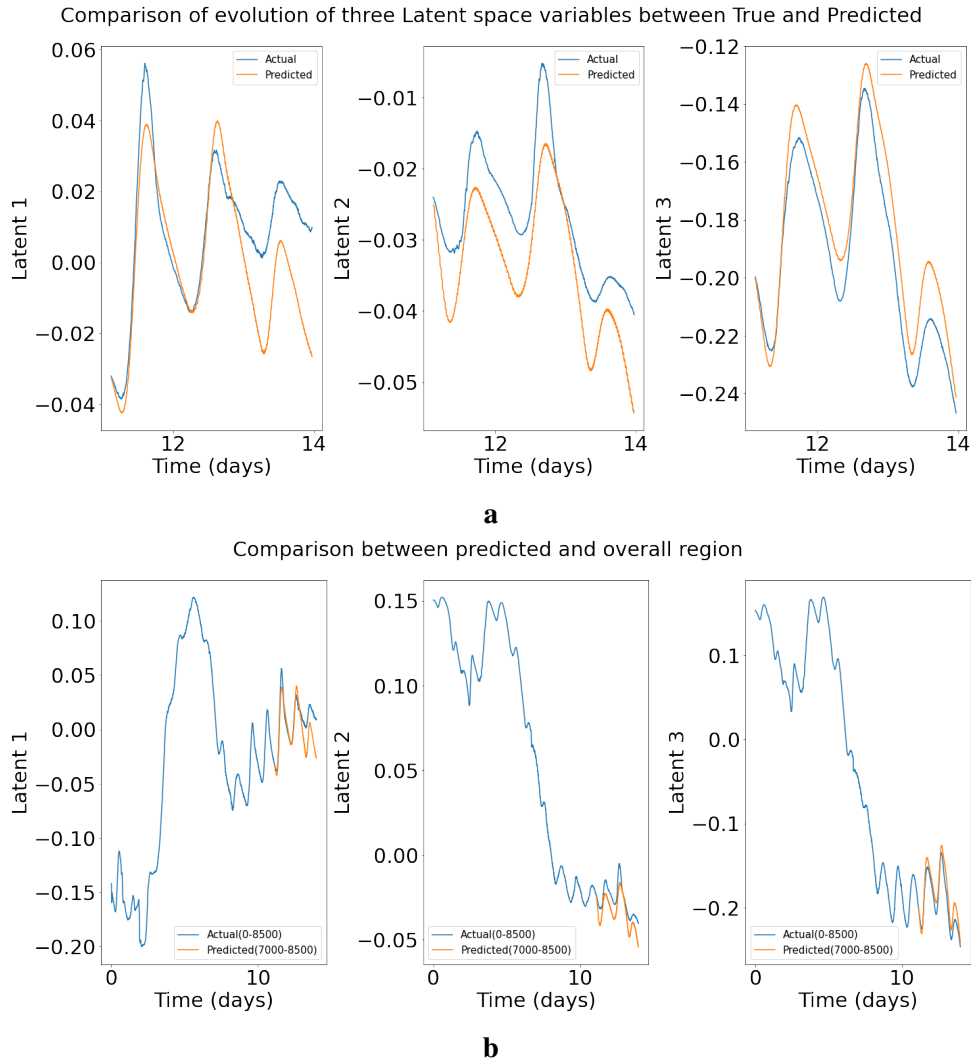 Comparison of evolution of three Latent space variables between True and Predicted
Latent 1
0.06
0.04
0.02
0.00
−0.02
−0.04
Actual
Predicted
12
14
Time (days)
Latent 2
−0.01
−0.02
−0.03
−0.04
−0.05
Actual
Predicted
12
14
Time (days)
Latent 3
−0.12
−0.14
−0.16
−0.18
−0.20
−0.22
−0.24
Actual
Predicted
12
14
Time (days)
a
Comparison between predicted and overall region
Latent 1
0.10
0.05
0.00
−0.05
−0.10
−0.15
−0.20
Actual(0-8500)
Predicted(7000-8500)
0
10
Time (days)
Latent 2
0.15
0.10
0.05
0.00
−0.05
Actual(0-8500)
Predicted(7000-8500)
0
10
Time (days)
Latent 3
0.1
0.0
−0.1
−0.2
Actual(0-8500)
Predicted(7000-8500)
0
10
Time (days)
b